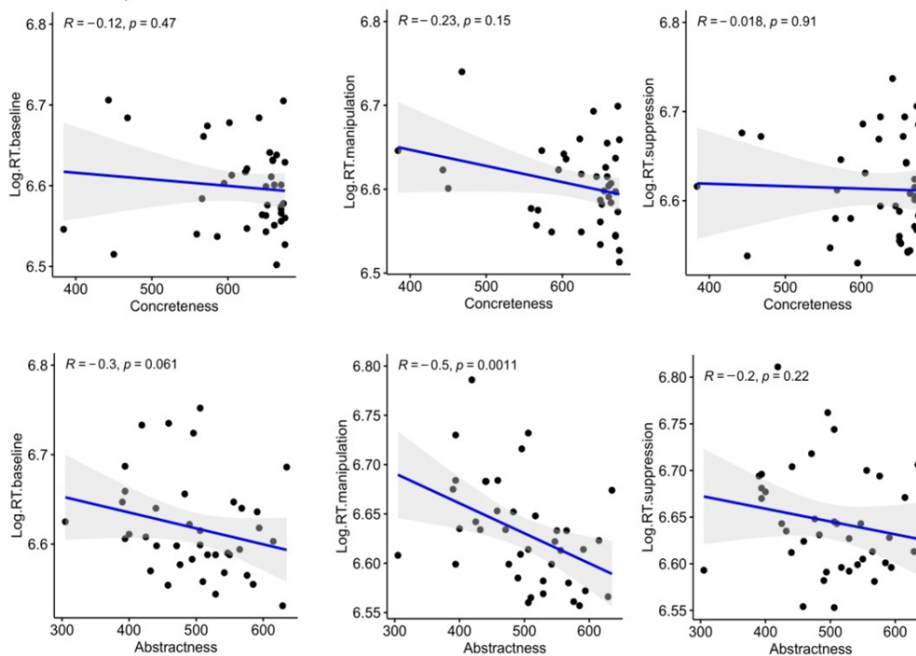 R = −0.12, p = 0.47
6.8
6.7
6.6
6.5
Log.RT.baseline
400 500 600
Concreteness
R = −0.23, p = 0.15
6.8
6.7
6.6
6.5
Log.RT.manipulation
400 500 600
Concreteness
R = −0.018, p = 0.91
6.8
6.7
6.6
Log.RT.suppression
400 500 600
Concreteness
R = −0.3, p = 0.061
6.8
6.7
6.6
Log.RT.baseline
300 400 500 600
Abstractness
R = −0.5, p = 0.0011
6.80
6.75
6.70
6.65
6.60
6.55
Log.RT.manipulation
300 400 500 600
Abstractness
R = −0.2, p = 0.22
6.80
6.75
6.70
6.65
6.60
6.55
Log.RT.suppression
300 400 500 600
Abstractness